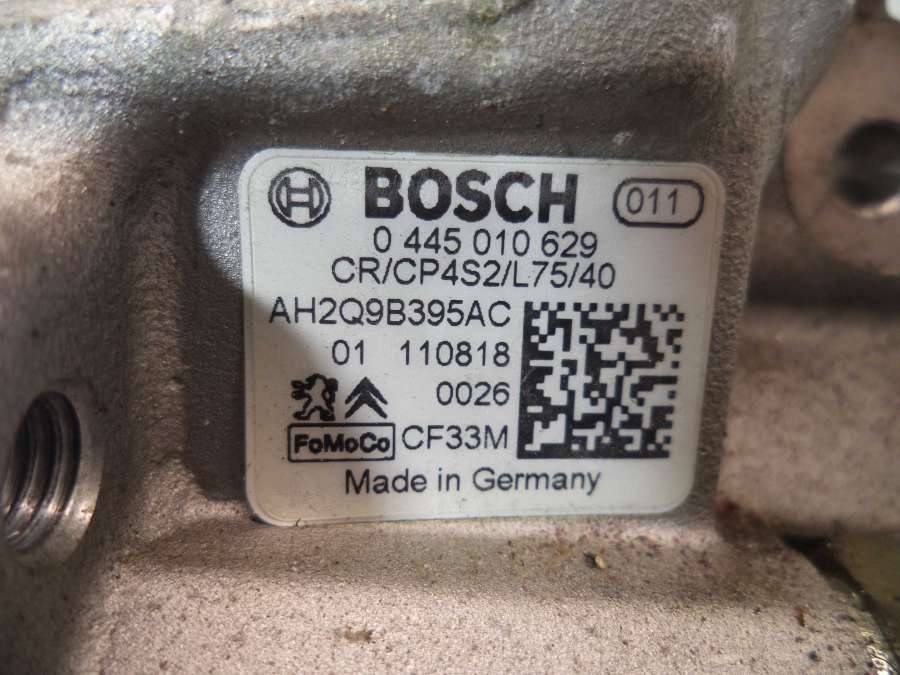 BOSCH 011
0 445 010 629
CR/CP4S2/L75/40
AH2Q9B395AC
01 110818
0026
FoMoCo CF33M
Made in Germany